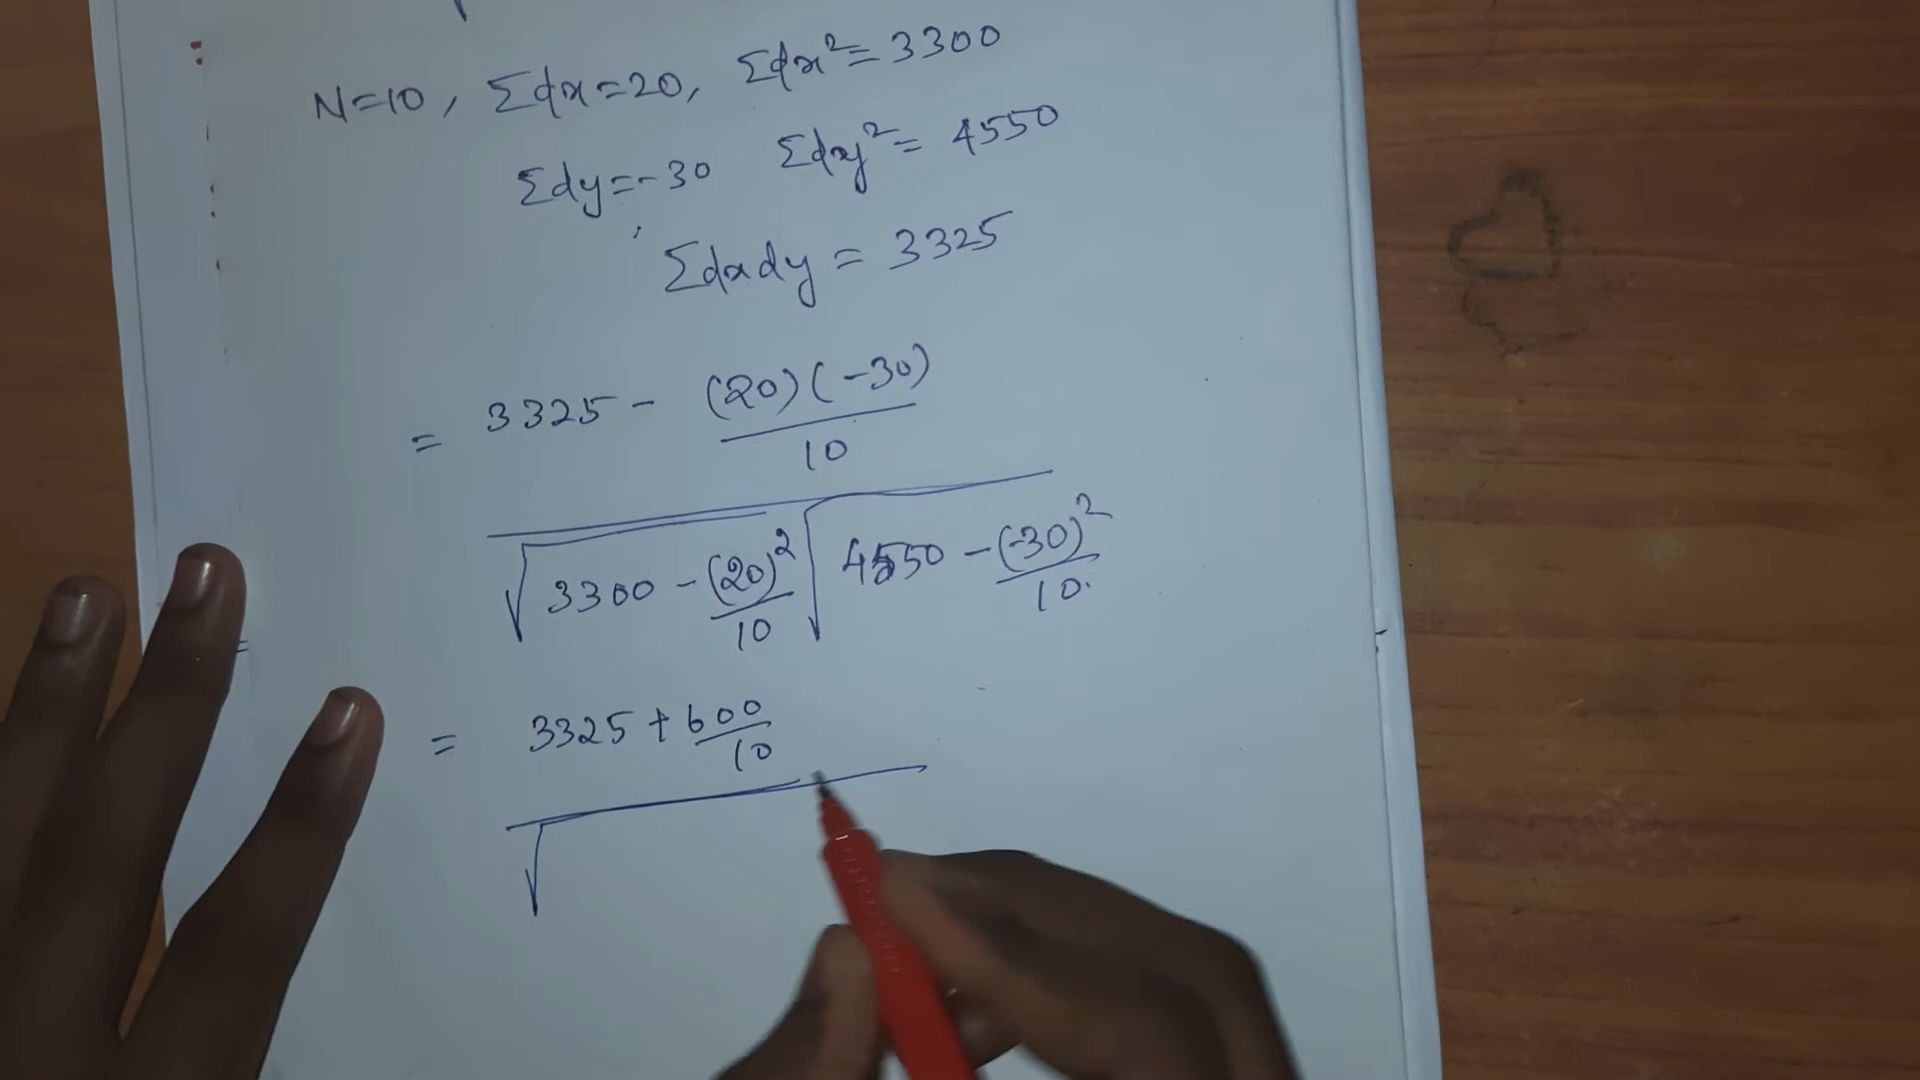 N=10, Σdx=20, Σdx²=3300
Σdy=-30 Σdy²=4550
Σdxdy = 3325
= 3325 - (20)(-30)
10
√3300-(20)² √4550-(-30)²
10 10.
= 3325+600
10
√